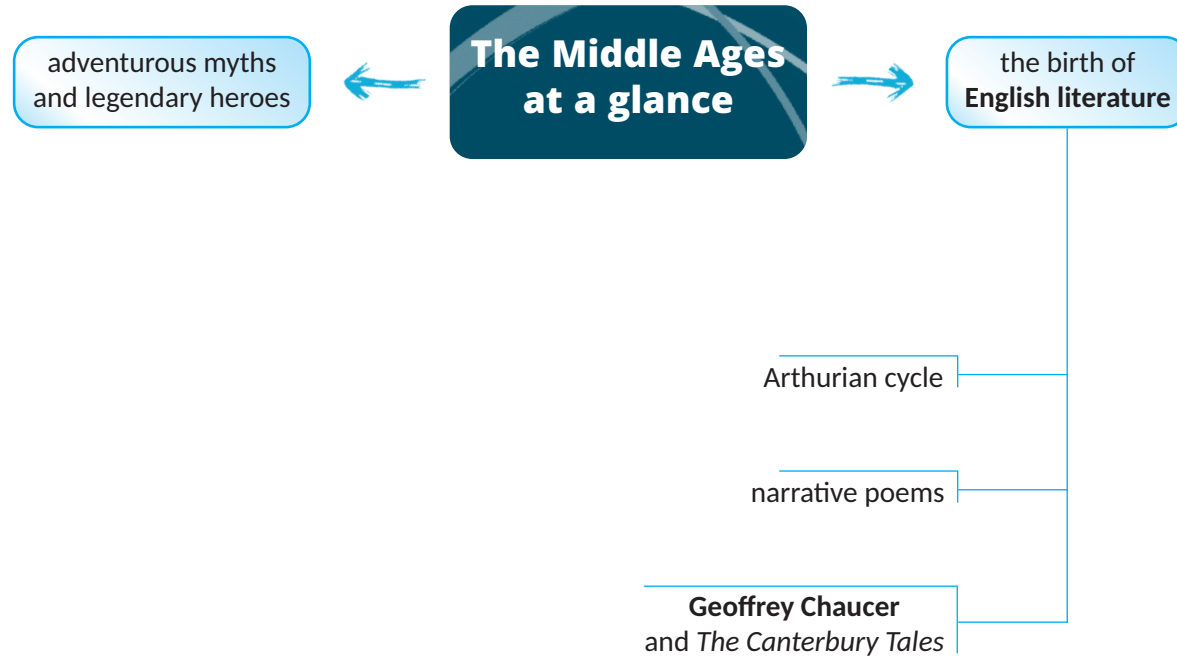 The Middle Ages
at a glance
adventurous myths
and legendary heroes
the birth of
English literature
Arthurian cycle
narrative poems
Geoffrey Chaucer
and The Canterbury Tales